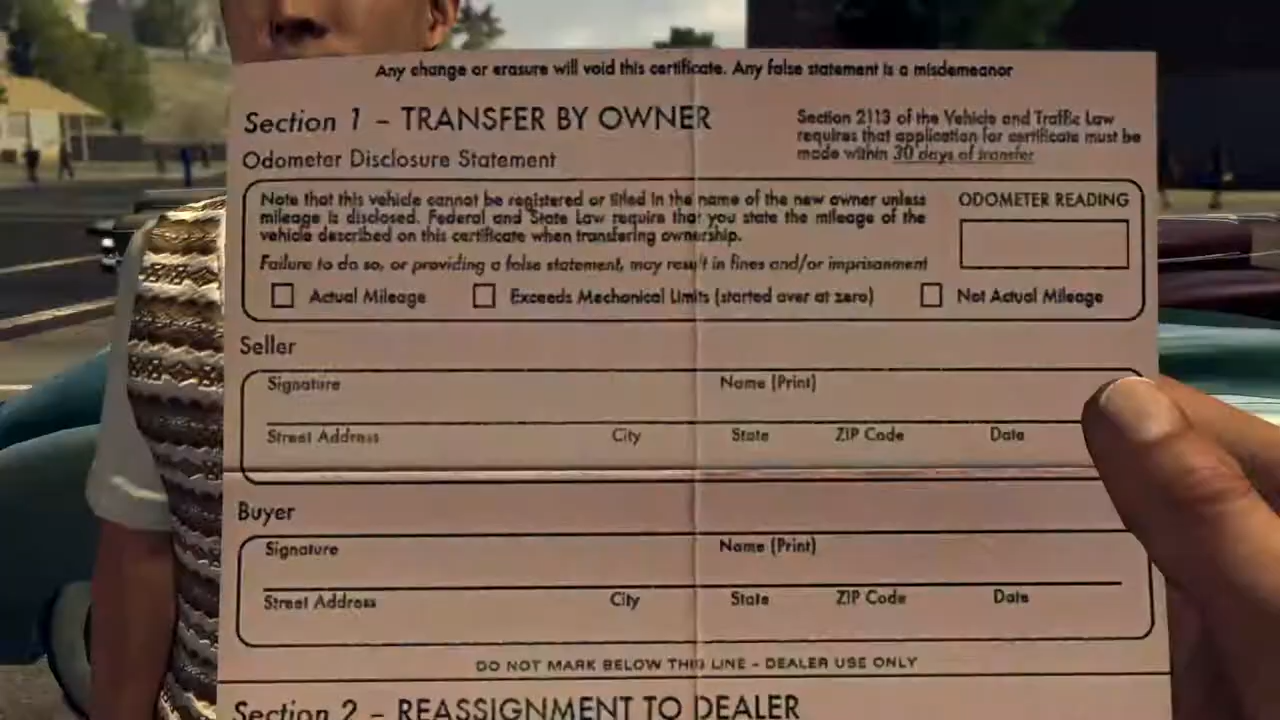 Any change or erasure will void this certificate. Any false statement is a misdemeanor
Section 1 – TRANSFER BY OWNER
Section 2113 of the Vehicle and Traffic Law
requires that application for certificate must be
made within 30 days of transfer
Odometer Disclosure Statement
Note that this vehicle cannot be registered or titled in the name of the new owner unless
mileage is disclosed. Federal and State Law require that you state the mileage of the
vehicle described on this certificate when transfering ownership.
Failure to do so, or providing a false statement, may result in fines and/or imprisonment
ODOMETER READING
Actual Mileage
Exceeds Mechanical Limits (started over at zero)
Not Actual Mileage
Seller
Signature Name (Print)
Street Address City State ZIP Code Date
Buyer
Signature Name (Print)
Street Address City State ZIP Code Date
DO NOT MARK BELOW THIS LINE – DEALER USE ONLY
Section 2 – REASSIGNMENT TO DEALER